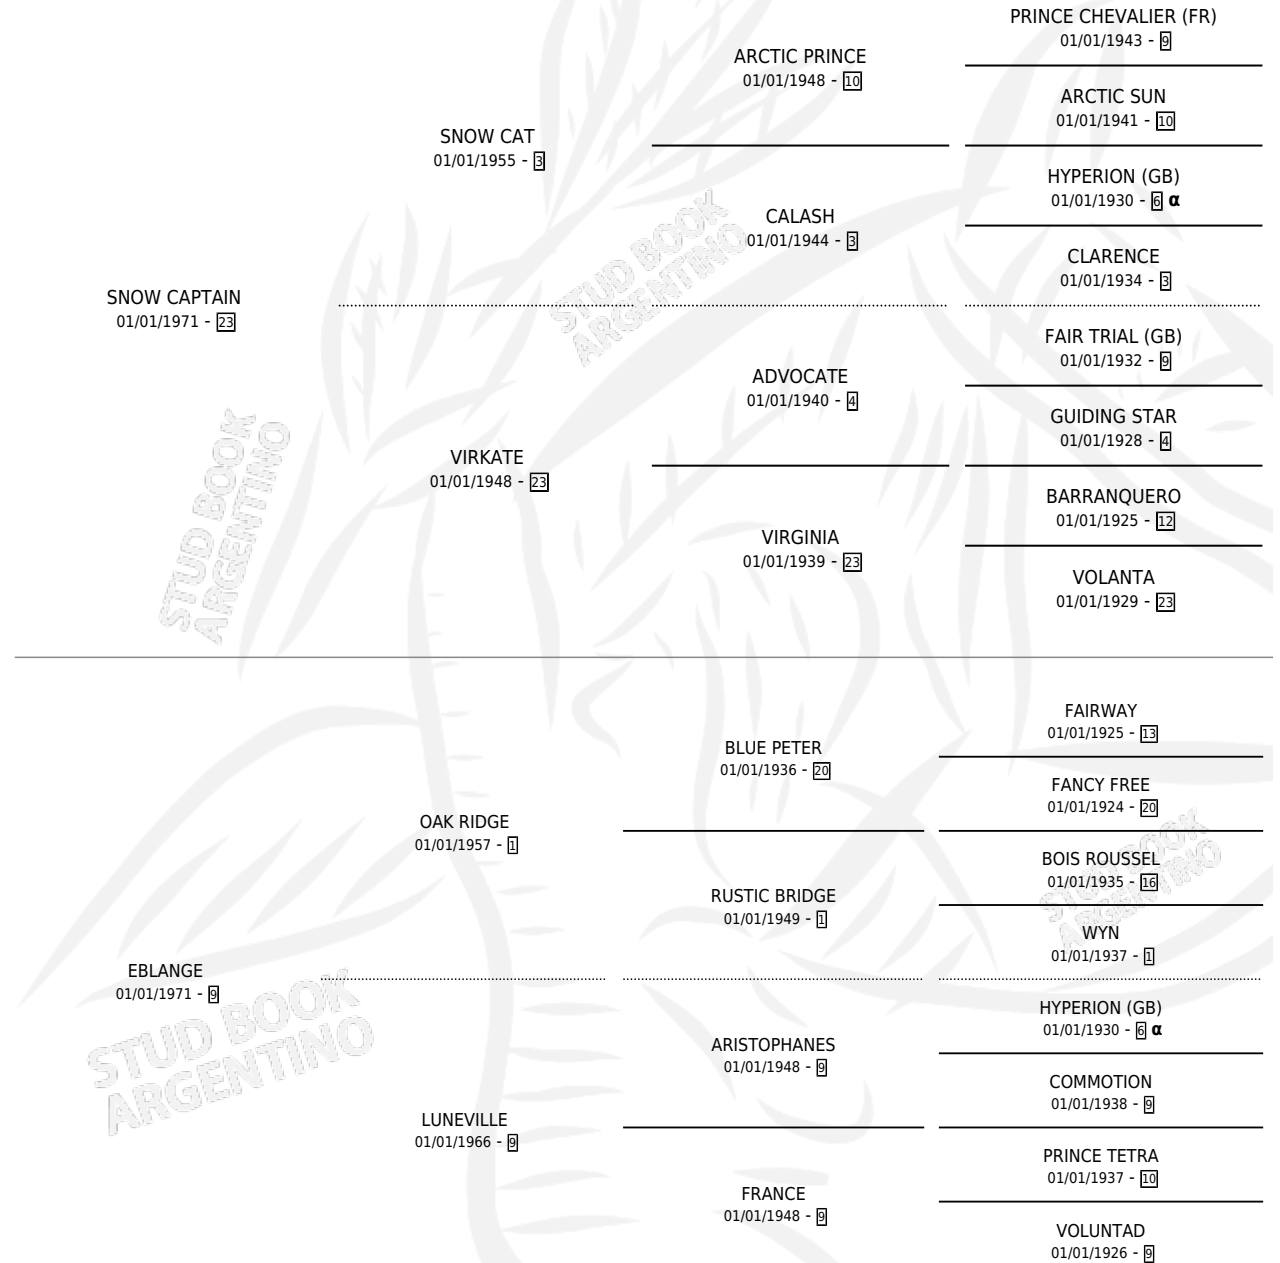 PRINCE CHEVALIER (FR)
01/01/1943 - 9
ARCTIC PRINCE
01/01/1948 - 10
ARCTIC SUN
01/01/1941 - 10
SNOW CAT
01/01/1955 - 3
HYPERION (GB)
01/01/1930 - 6 α
CALASH
01/01/1944 - 3
CLARENCE
01/01/1934 - 3
SNOW CAPTAIN
01/01/1971 - 23
FAIR TRIAL (GB)
01/01/1932 - 9
ADVOCATE
01/01/1940 - 4
GUIDING STAR
01/01/1928 - 4
VIRKATE
01/01/1948 - 23
BARRANQUERO
01/01/1925 - 12
VIRGINIA
01/01/1939 - 23
VOLANTA
01/01/1929 - 23
FAIRWAY
01/01/1925 - 13
BLUE PETER
01/01/1936 - 20
FANCY FREE
01/01/1924 - 20
OAK RIDGE
01/01/1957 - 1
BOIS ROUSSEL
01/01/1935 - 16
RUSTIC BRIDGE
01/01/1949 - 1
WYN
01/01/1937 - 1
EBLANGE
01/01/1971 - 9
HYPERION (GB)
01/01/1930 - 6 α
ARISTOPHANES
01/01/1948 - 9
COMMOTION
01/01/1938 - 9
LUNEVILLE
01/01/1966 - 9
PRINCE TETRA
01/01/1937 - 10
FRANCE
01/01/1948 - 9
VOLUNTAD
01/01/1926 - 9
STUD BOOK
ARGENTINO
STUD BOOK
ARGENTINO
STUD BOOK
ARGENTINO
STUD BOOK
ARGENTINO